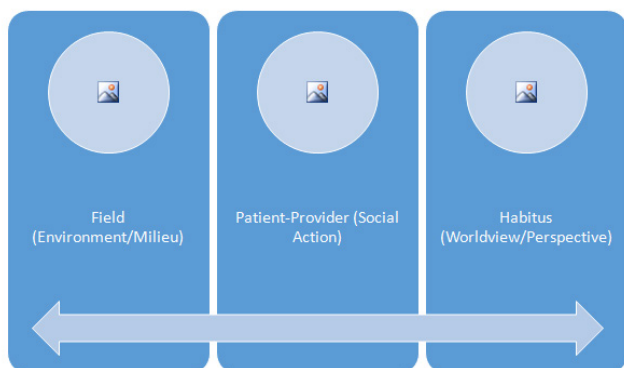 Field
(Environment/Milieu)
Patient-Provider (Social
Action)
Habitus
(Worldview/Perspective)